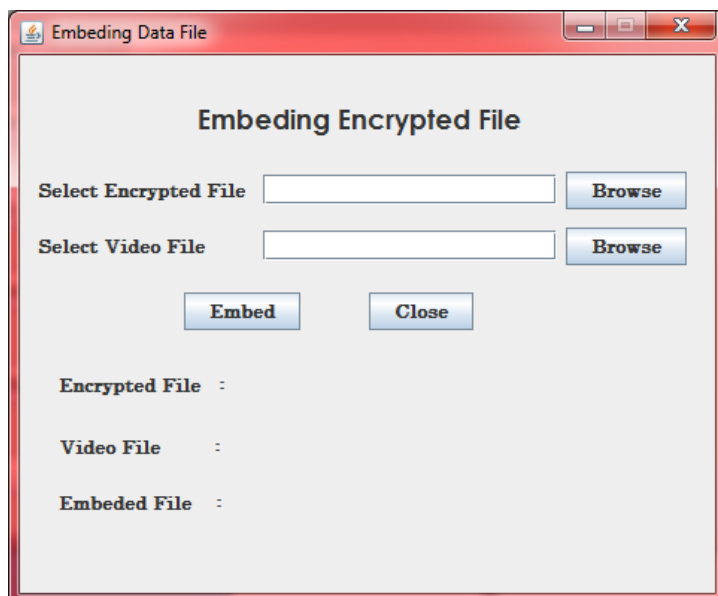 Embeding Data File
Embeding Encrypted File
Select Encrypted File Browse
Select Video File Browse
Embed Close
Encrypted File :
Video File :
Embeded File :